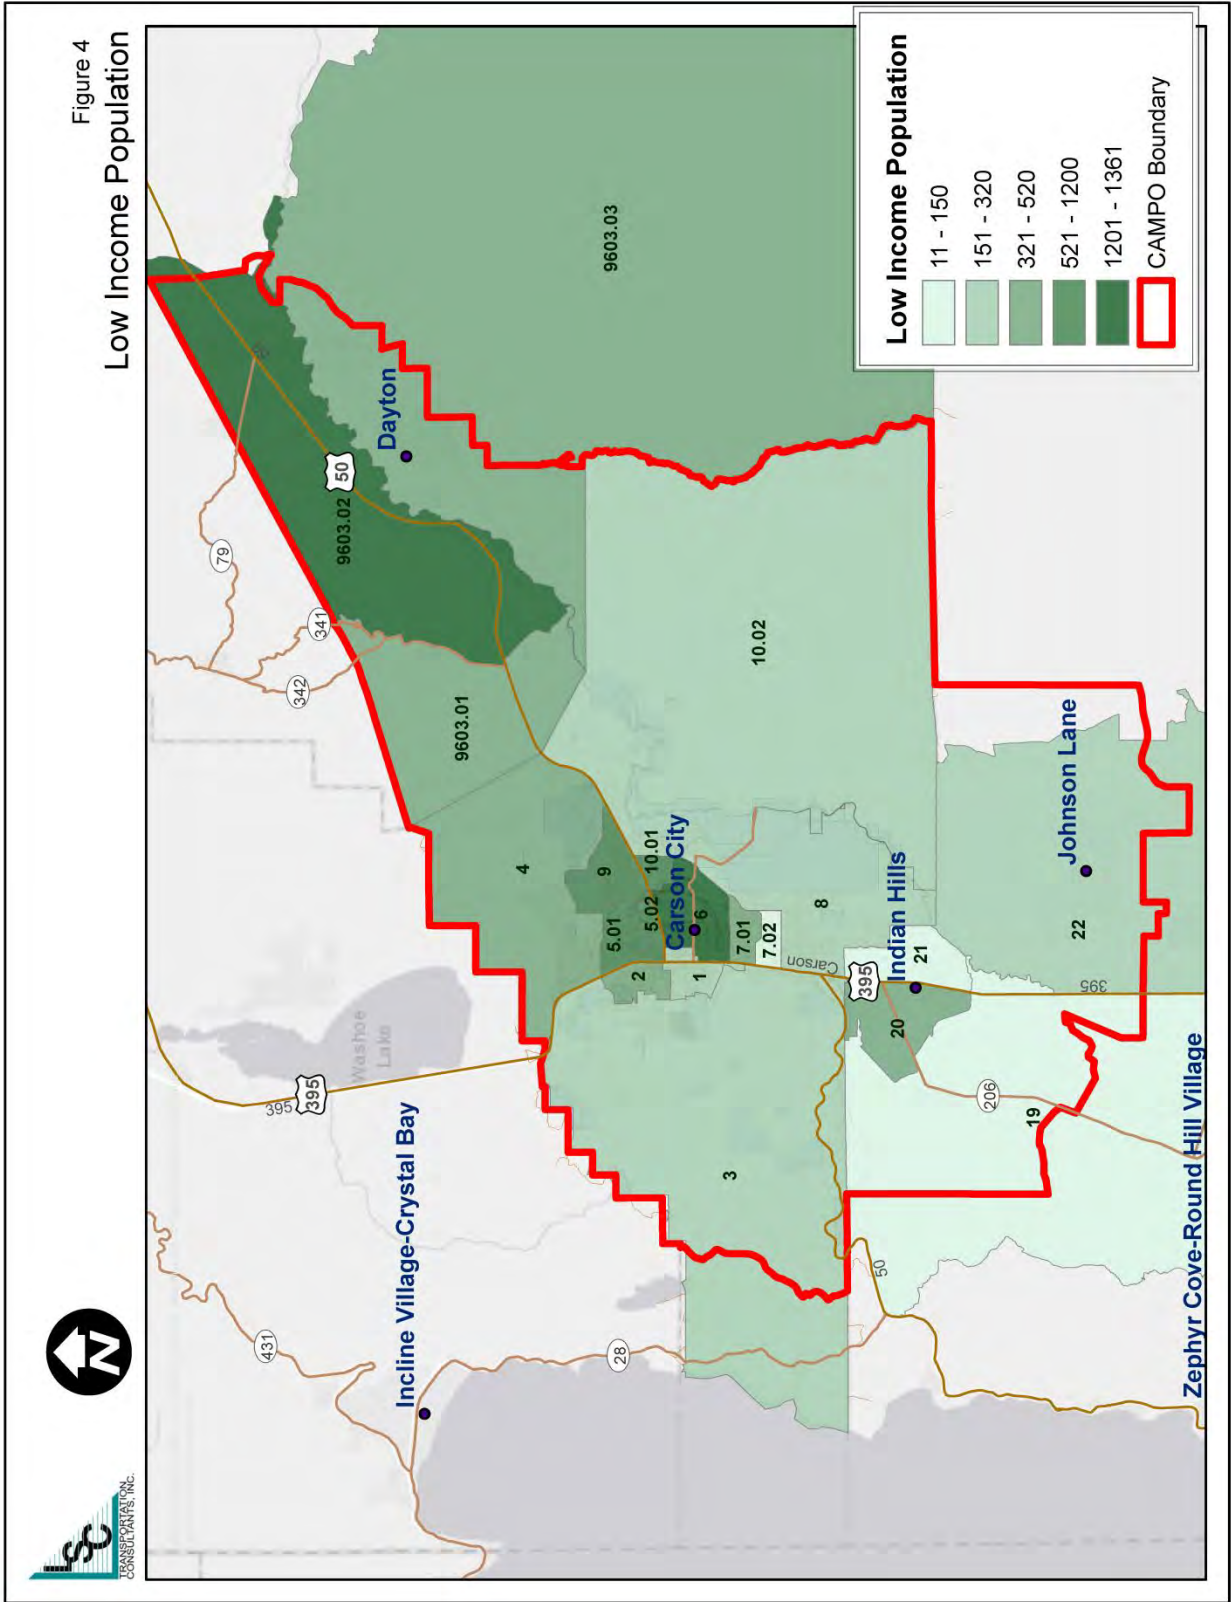 Figure 4
Low Income Population
LSC
TRANSPORTATION
CONSULTANTS, INC.
N
431
28
Incline Village-Crystal Bay
Washoe
Lake
395
395
342
341
79
50
50
9603.02
Dayton
9603.01
9603.03
4
9
5.01
5.02
10.01
2
Carson City
6
1
7.01
7.02
3
10.02
8
Carson
395
Indian Hills
21
20
50
206
19
395
22
Johnson Lane
Zephyr Cove-Round Hill Village
Low Income Population
11 - 150
151 - 320
321 - 520
521 - 1200
1201 - 1361
CAMPO Boundary